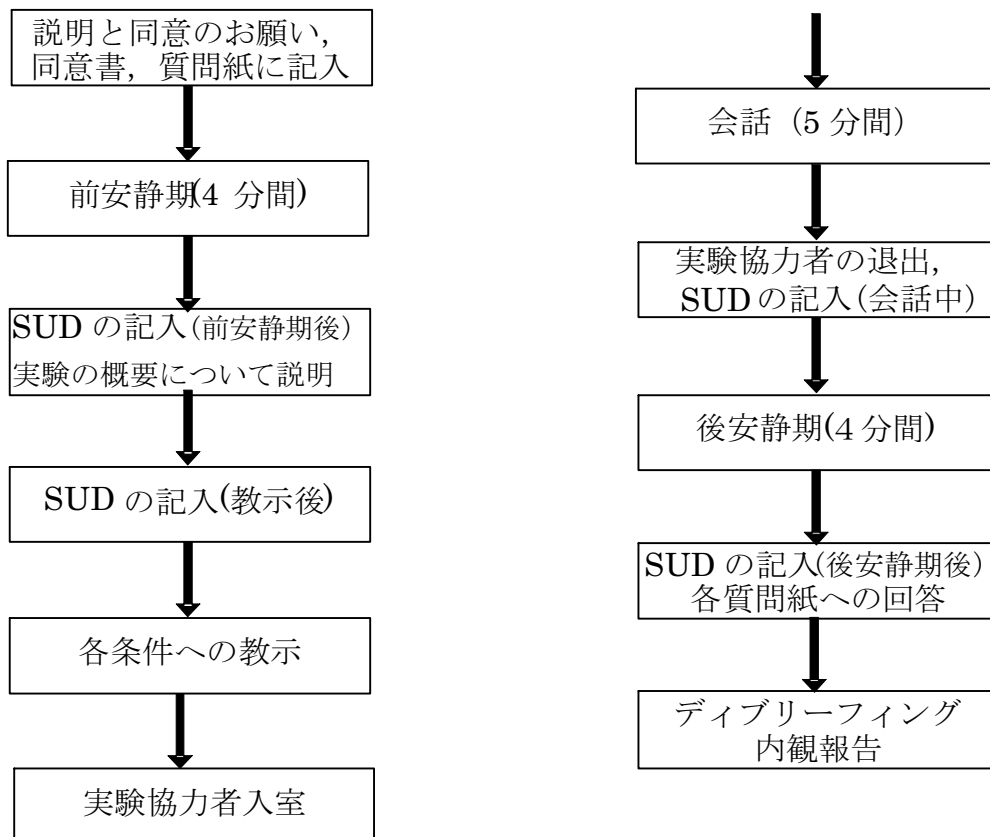 説明と同意のお願い，
同意書，質問紙に記入
前安静期(4 分間)
SUD の記入(前安静期後)
実験の概要について説明
SUD の記入(教示後)
各条件への教示
実験協力者入室
会話（5 分間）
実験協力者の退出，
SUD の記入(会話中)
後安静期(4 分間)
SUD の記入(後安静期後)
各質問紙への回答
ディブリーフィング
内観報告